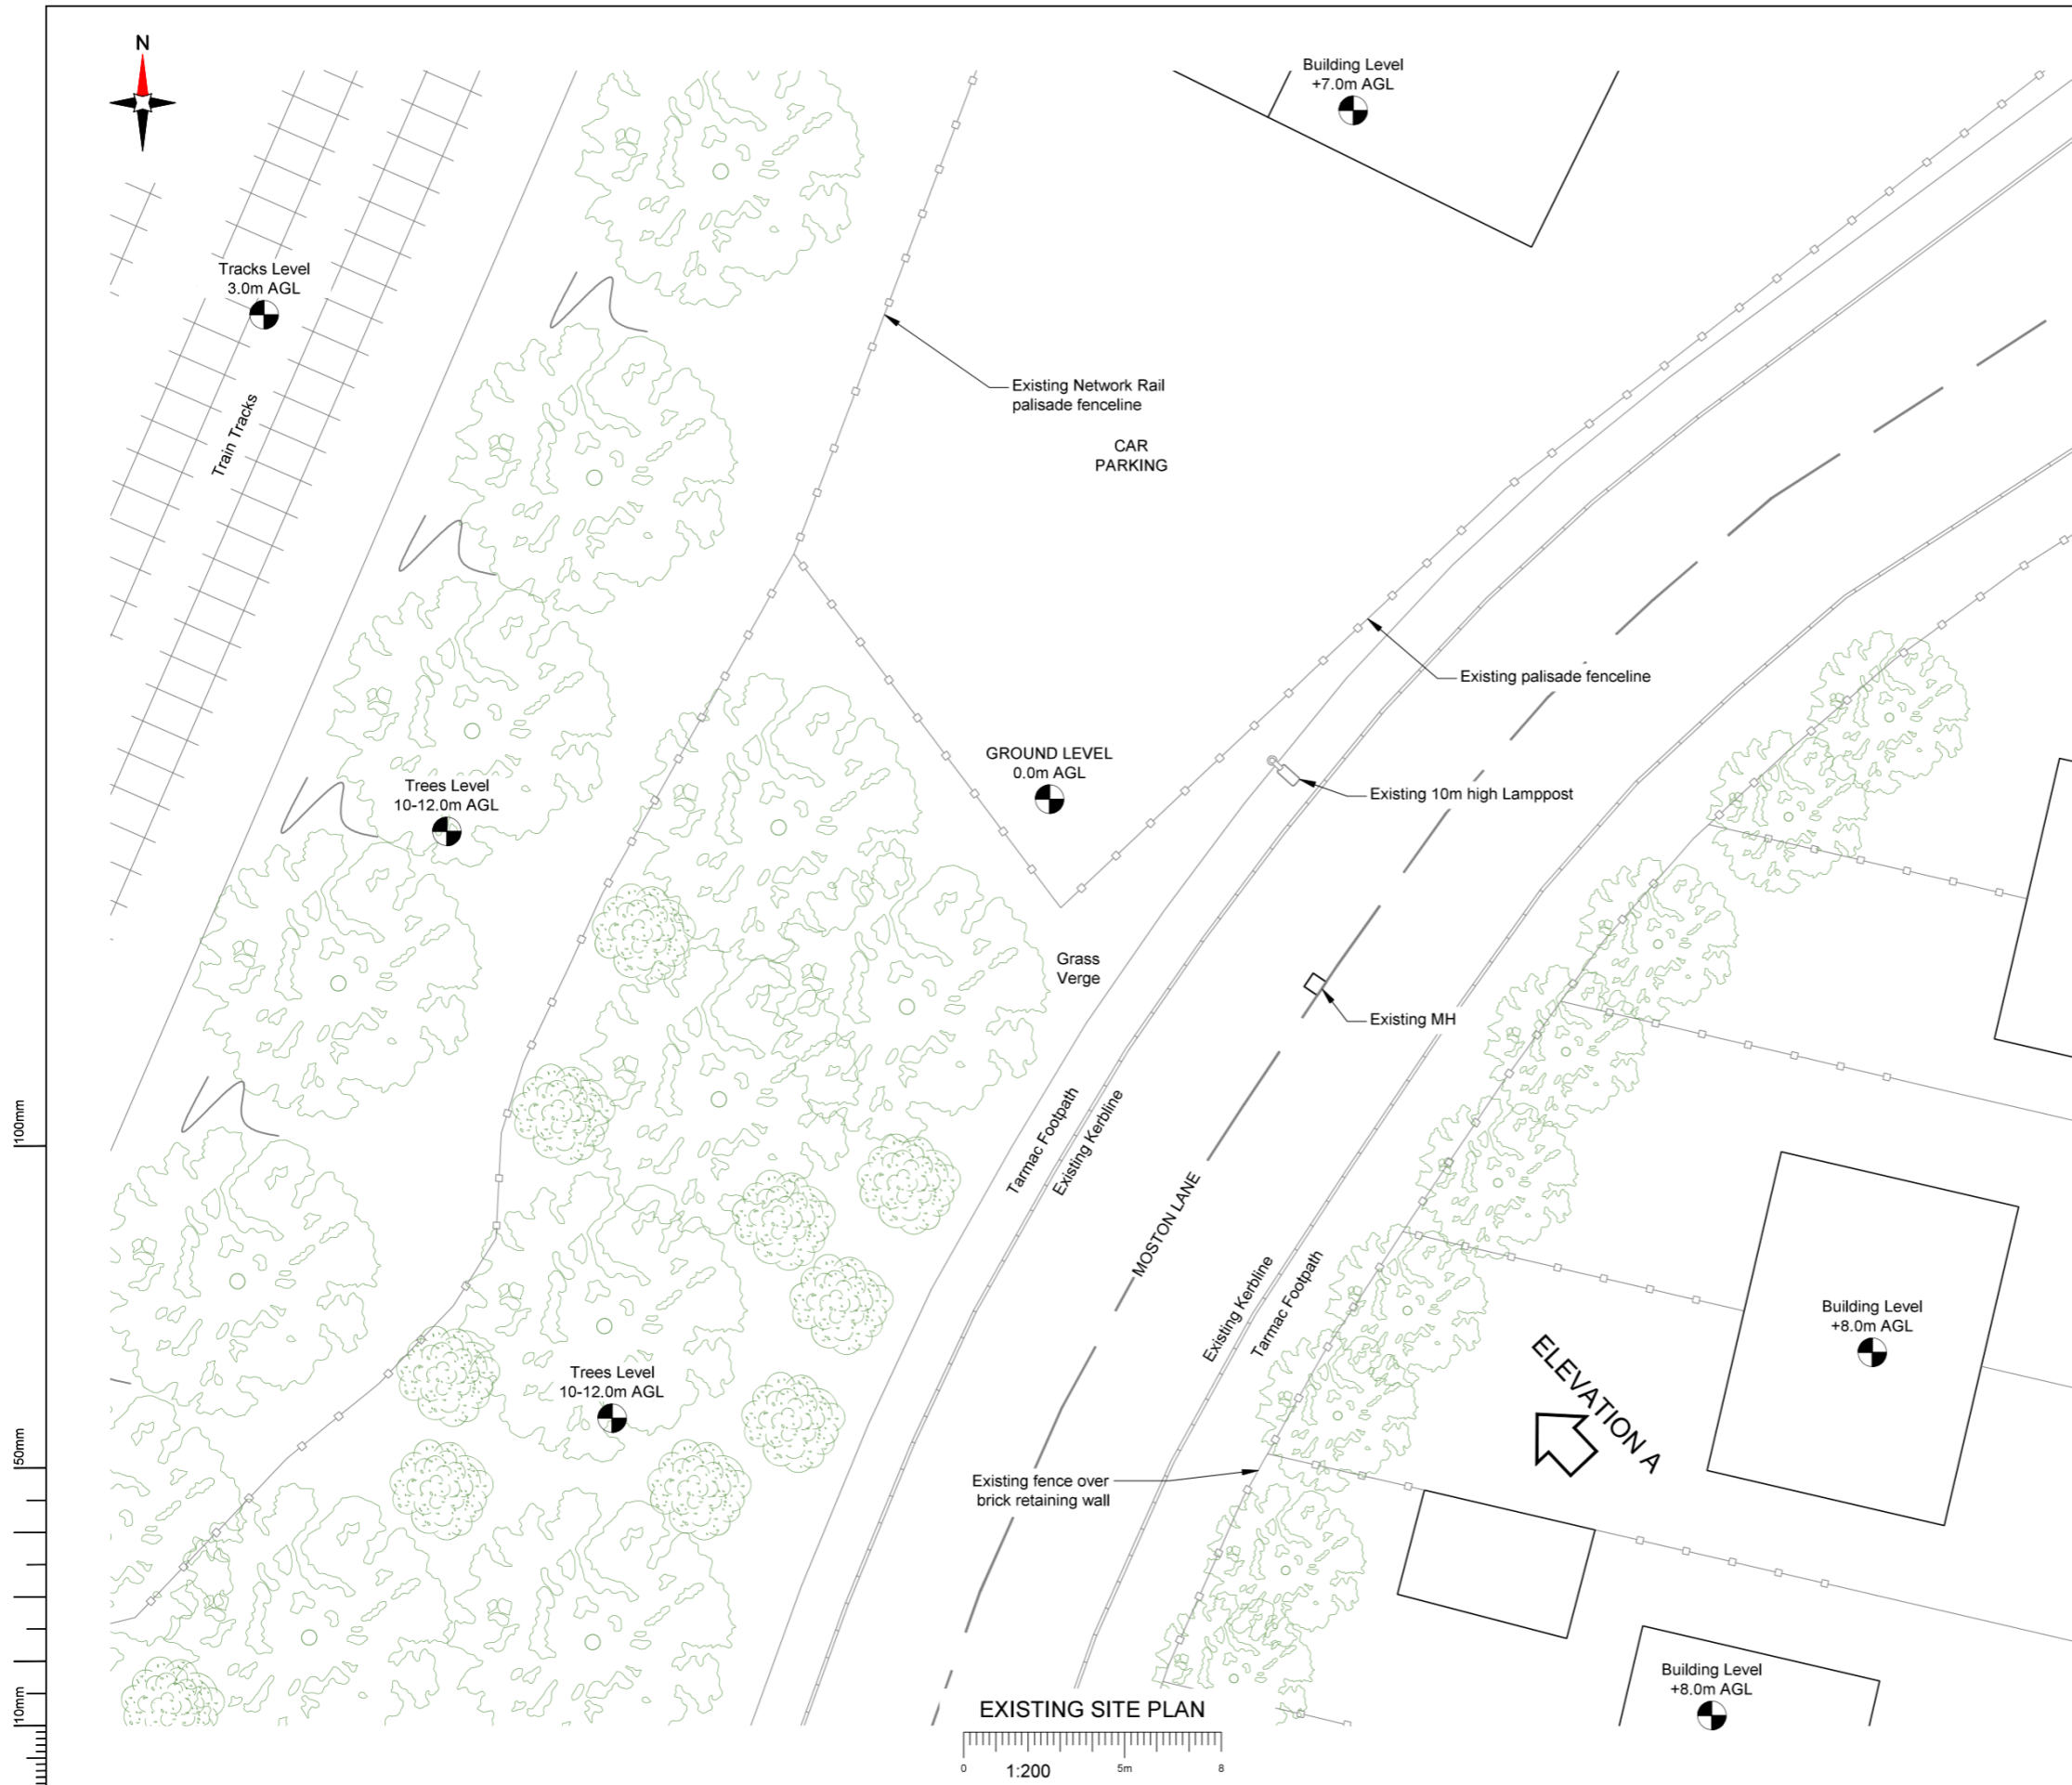 N
Building Level
+7.0m AGL
Tracks Level
3.0m AGL
Train Tracks
Existing Network Rail
palisade fenceline
CAR
PARKING
Existing palisade fenceline
GROUND LEVEL
0.0m AGL
Existing 10m high Lamppost
Trees Level
10-12.0m AGL
Grass
Verge
Existing MH
Tarmac Footpath
Existing Kerbline
MOSTON LANE
Existing Kerbline
Tarmac Footpath
Building Level
+8.0m AGL
ELEVATION A
Trees Level
10-12.0m AGL
Existing fence over
brick retaining wall
Building Level
+8.0m AGL
100mm
50mm
10mm
EXISTING SITE PLAN
0
1:200
5m
8